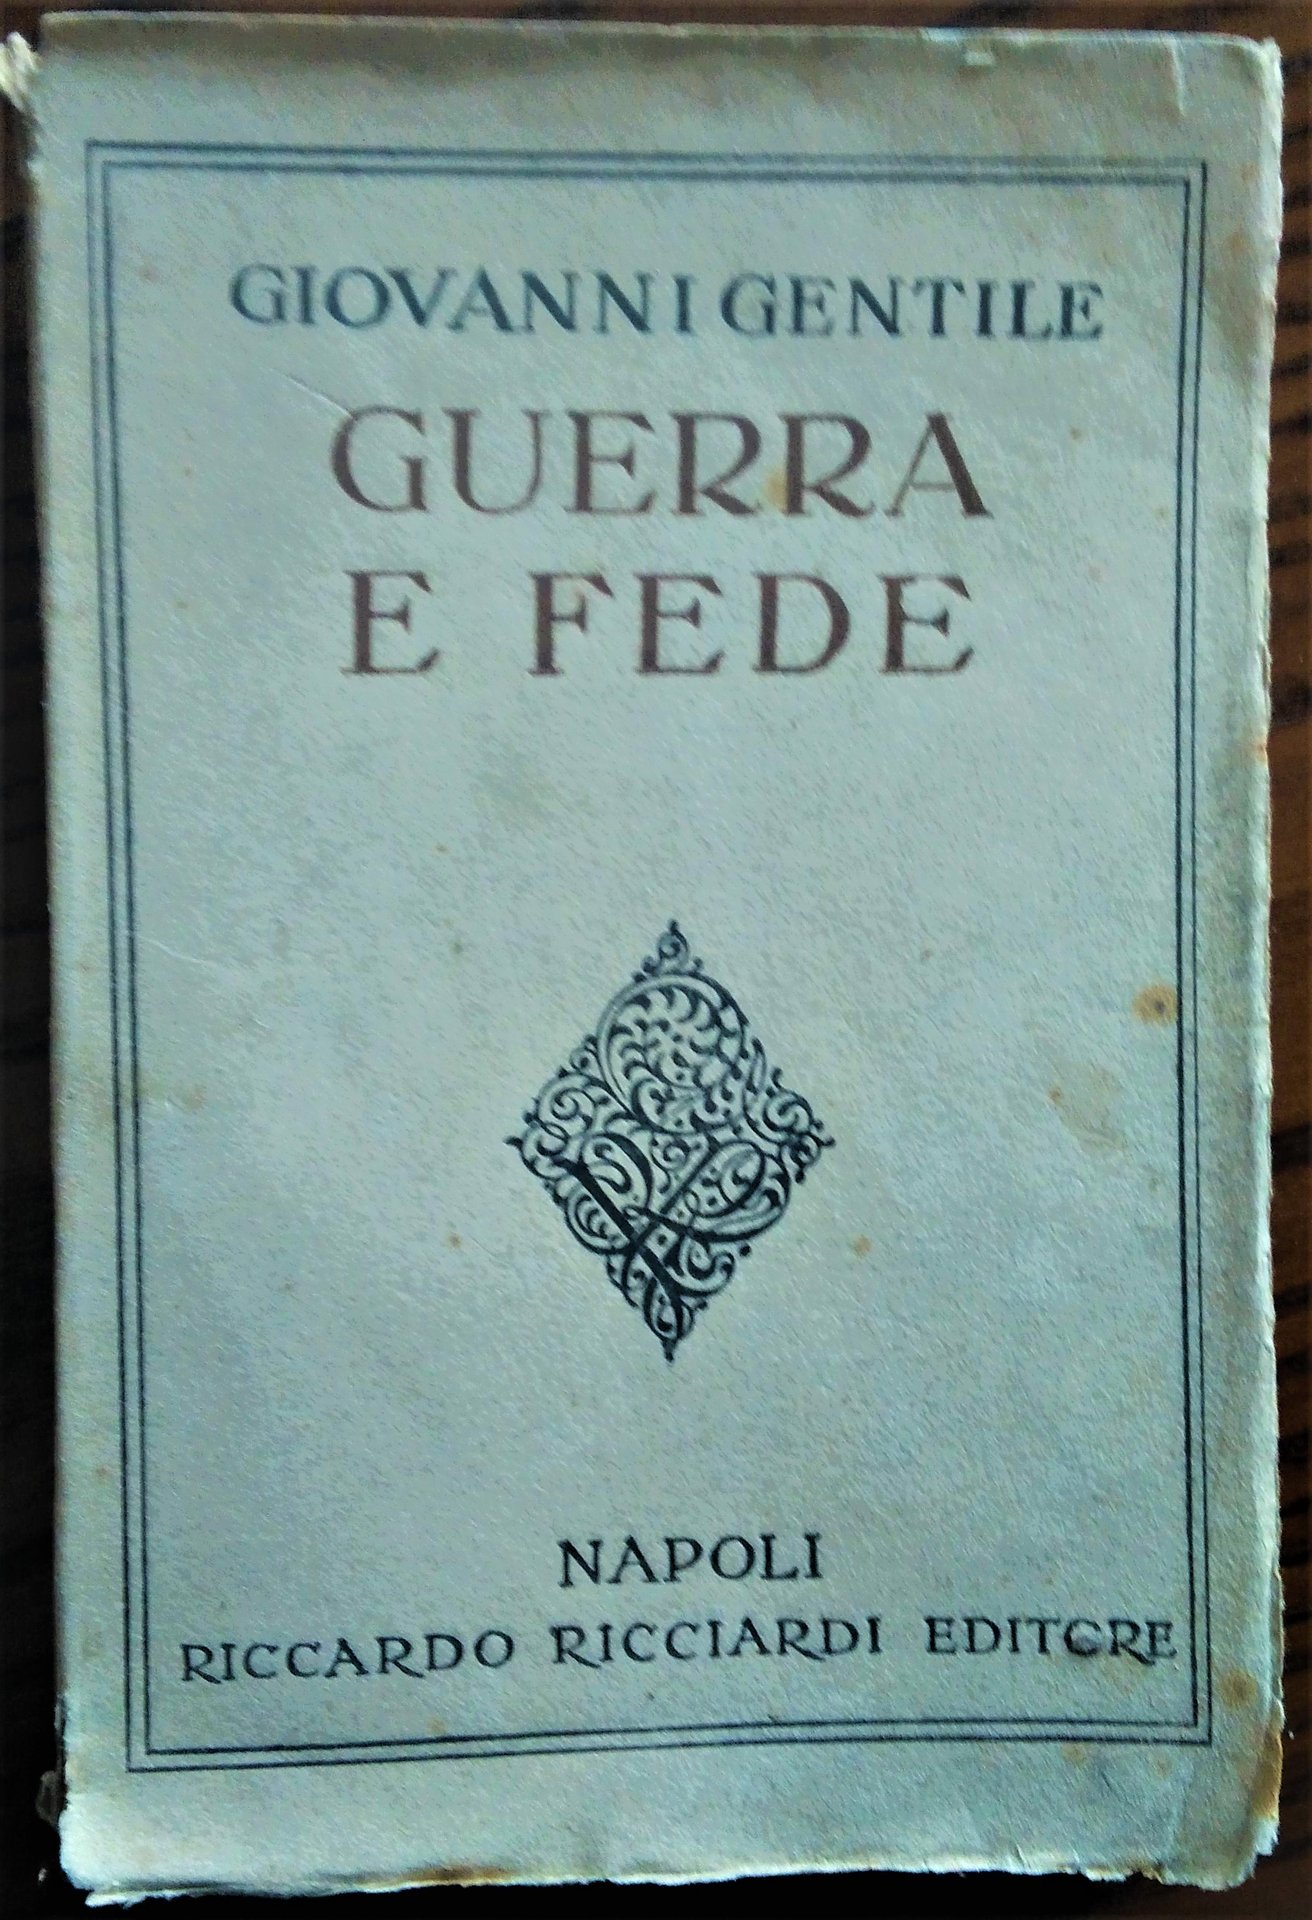 GIOVANNI GENTILE
GUERRA
E FEDE
NAPOLI
RICCARDO RICCIARDI EDITORE